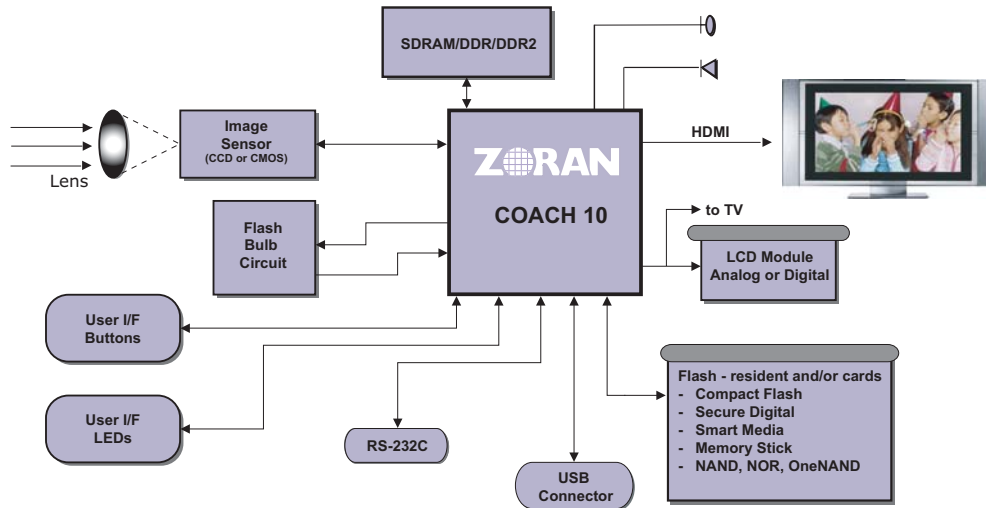 SDRAM/DDR/DDR2
Image
Sensor
(CCD or CMOS)
Lens
ZORAN
COACH 10
HDMI
to TV
Flash
Bulb
Circuit
LCD Module
Analog or Digital
User I/F
Buttons
User I/F
LEDs
RS-232C
USB
Connector
Flash - resident and/or cards
- Compact Flash
- Secure Digital
- Smart Media
- Memory Stick
- NAND, NOR, OneNAND